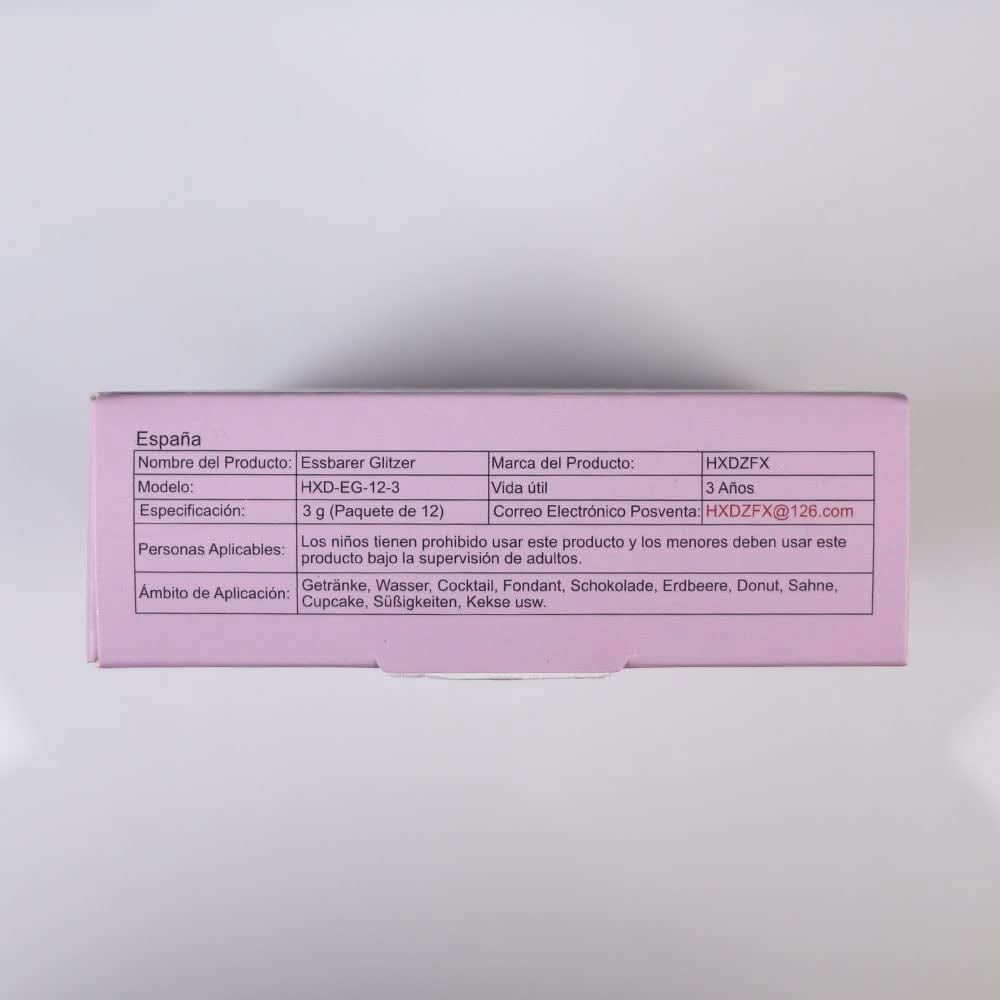 España
Nombre del Producto: Essbarer Glitzer Marca del Producto: HXDZFX
Modelo: HXD-EG-12-3 Vida útil 3 Años
Especificación: 3 g (Paquete de 12) Correo Electrónico Posventa: HXDZFX@126.com
Personas Aplicables: Los niños tienen prohibido usar este producto y los menores deben usar este
producto bajo la supervisión de adultos.
Ámbito de Aplicación: Getränke, Wasser, Cocktail, Fondant, Schokolade, Erdbeere, Donut, Sahne,
Cupcake, Süßigkeiten, Kekse usw.